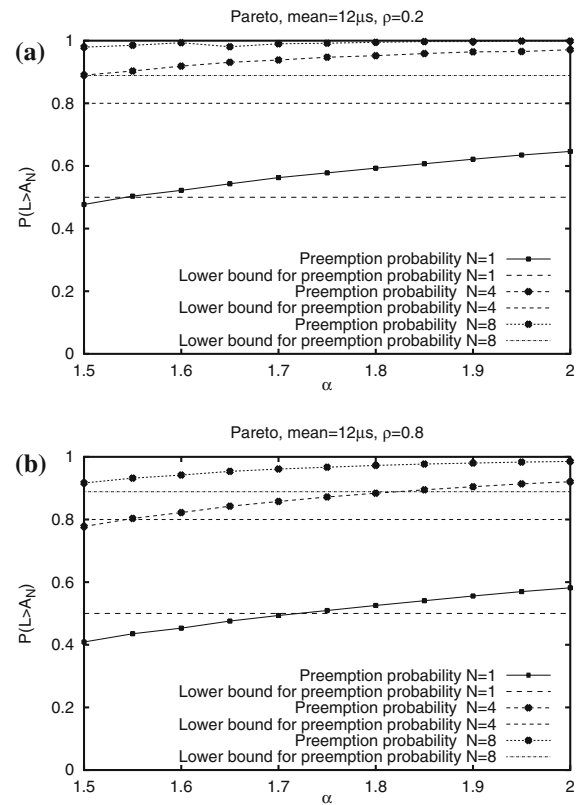 Pareto, mean=12μs, ρ=0.2
(a)
1
0.8
0.6
0.4
0.2
0
P(L>A_N)
Preemption probability N=1
Lower bound for preemption probability N=1
Preemption probability N=4
Lower bound for preemption probability N=4
Preemption probability N=8
Lower bound for preemption probability N=8
1.5 1.6 1.7 1.8 1.9 2
α
Pareto, mean=12μs, ρ=0.8
(b)
1
0.8
0.6
0.4
0.2
0
P(L>A_N)
Preemption probability N=1
Lower bound for preemption probability N=1
Preemption probability N=4
Lower bound for preemption probability N=4
Preemption probability N=8
Lower bound for preemption probability N=8
1.5 1.6 1.7 1.8 1.9 2
α